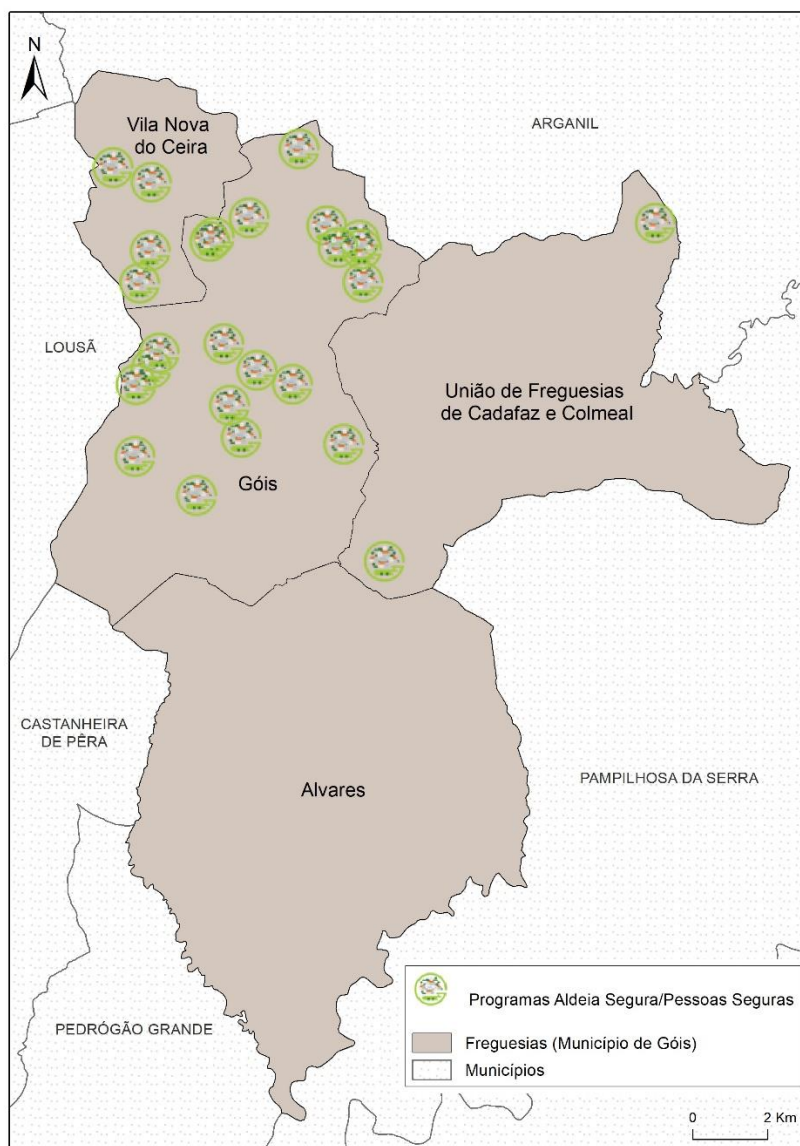 N
Vila Nova
do Ceira
ARGANIL
LOUSÃ
União de Freguesias
de Cadafaz e Colmeal
Góis
CASTANHEIRA
DE PÊRA
Alvares
PAMPILHOSA DA SERRA
PEDRÓGÃO GRANDE
Programas Aldeia Segura/Pessoas Seguras
Freguesias (Município de Góis)
Municípios
0 2 Km